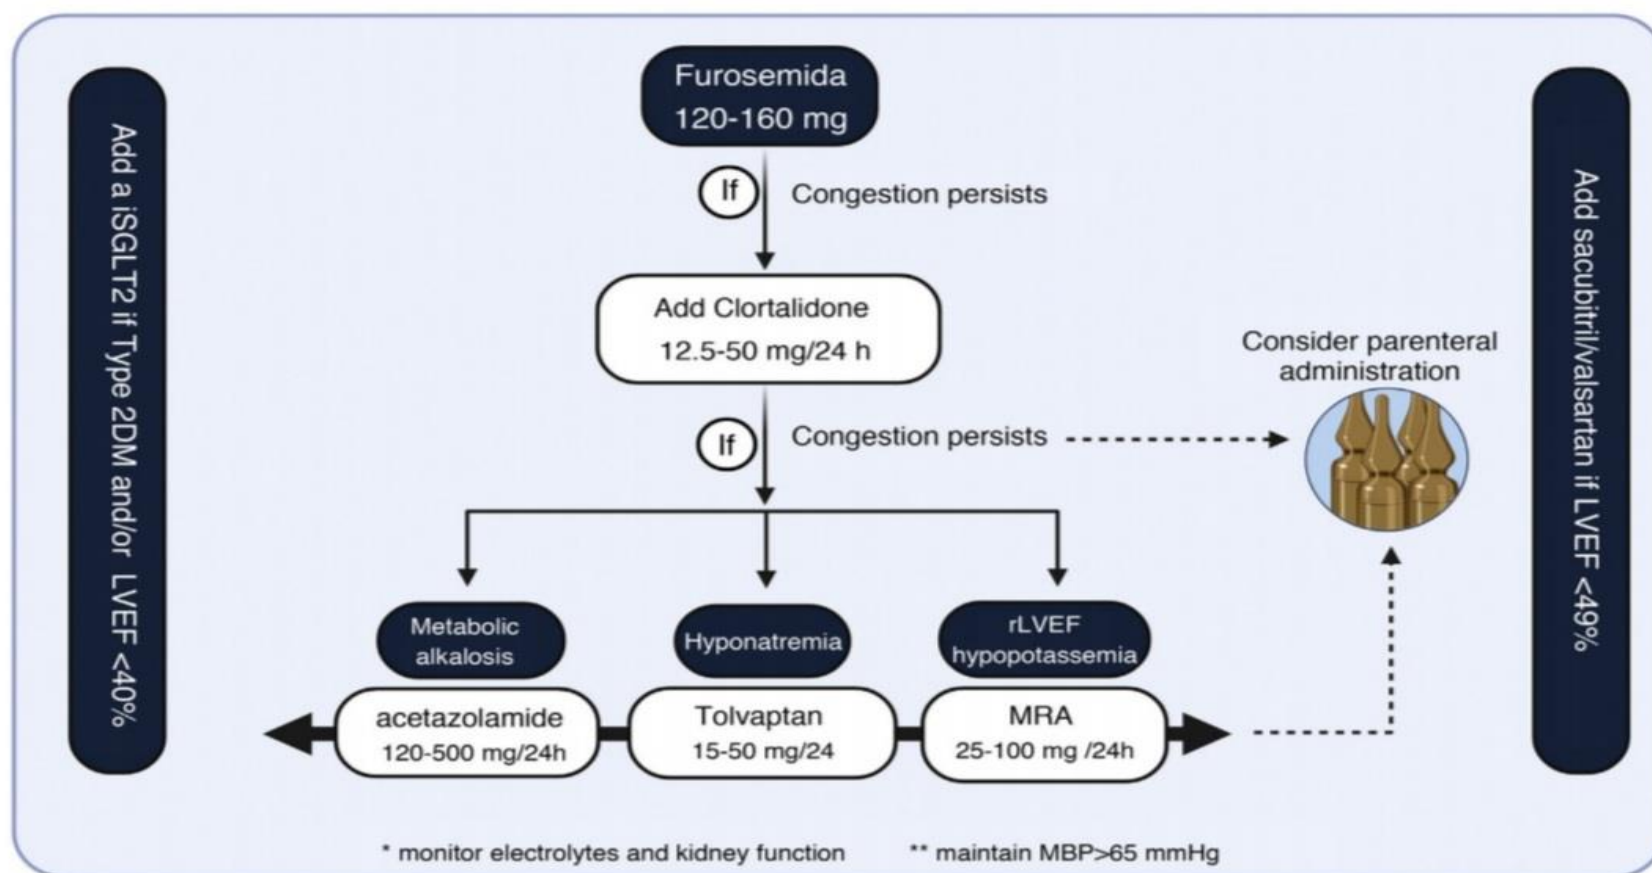 Add a iSGLT2 if Type 2DM and/or LVEF <40%
Furosemida
120-160 mg
If
Congestion persists
Add Clortalidone
12.5-50 mg/24 h
If
Congestion persists
Consider parenteral
administration
Metabolic
alkalosis
Hyponatremia
rLVEF
hypopotassemia
acetazolamide
120-500 mg/24h
Tolvaptan
15-50 mg/24
MRA
25-100 mg /24h
Add sacubitril/valsartan if LVEF <49%
* monitor electrolytes and kidney function
** maintain MBP>65 mmHg